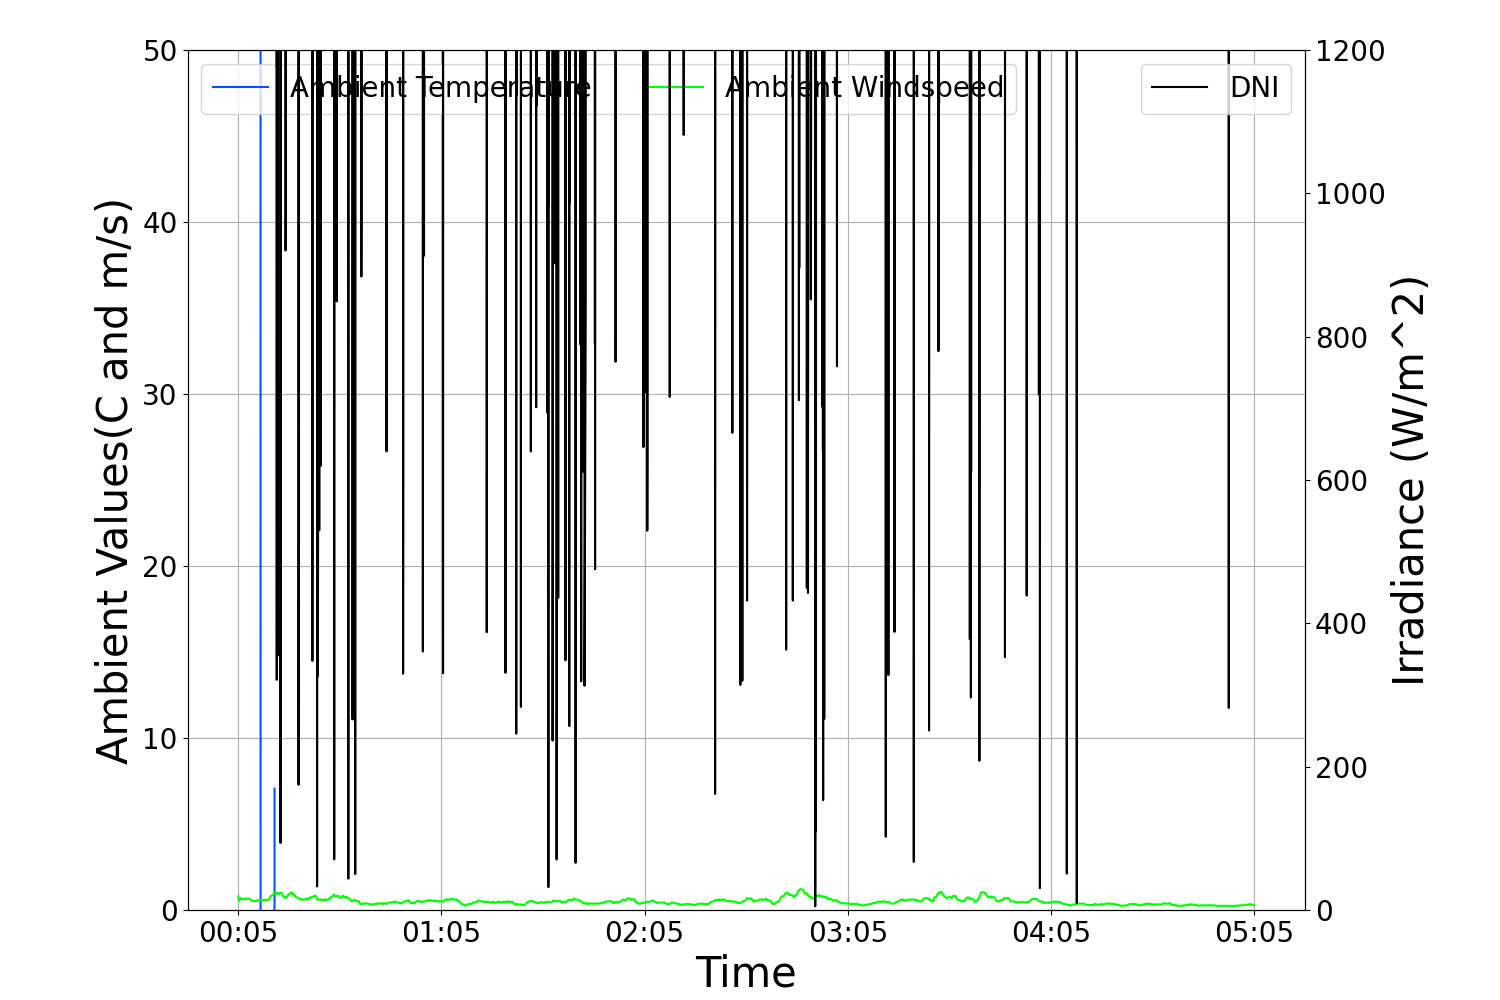 Ambient Temperature
Ambient Windspeed
DNI
Ambient Values(C and m/s)
50
40
30
20
10
0
1200
1000
800
600
400
200
0
Irradiance (W/m^2)
00:05 01:05 02:05 03:05 04:05 05:05
Time